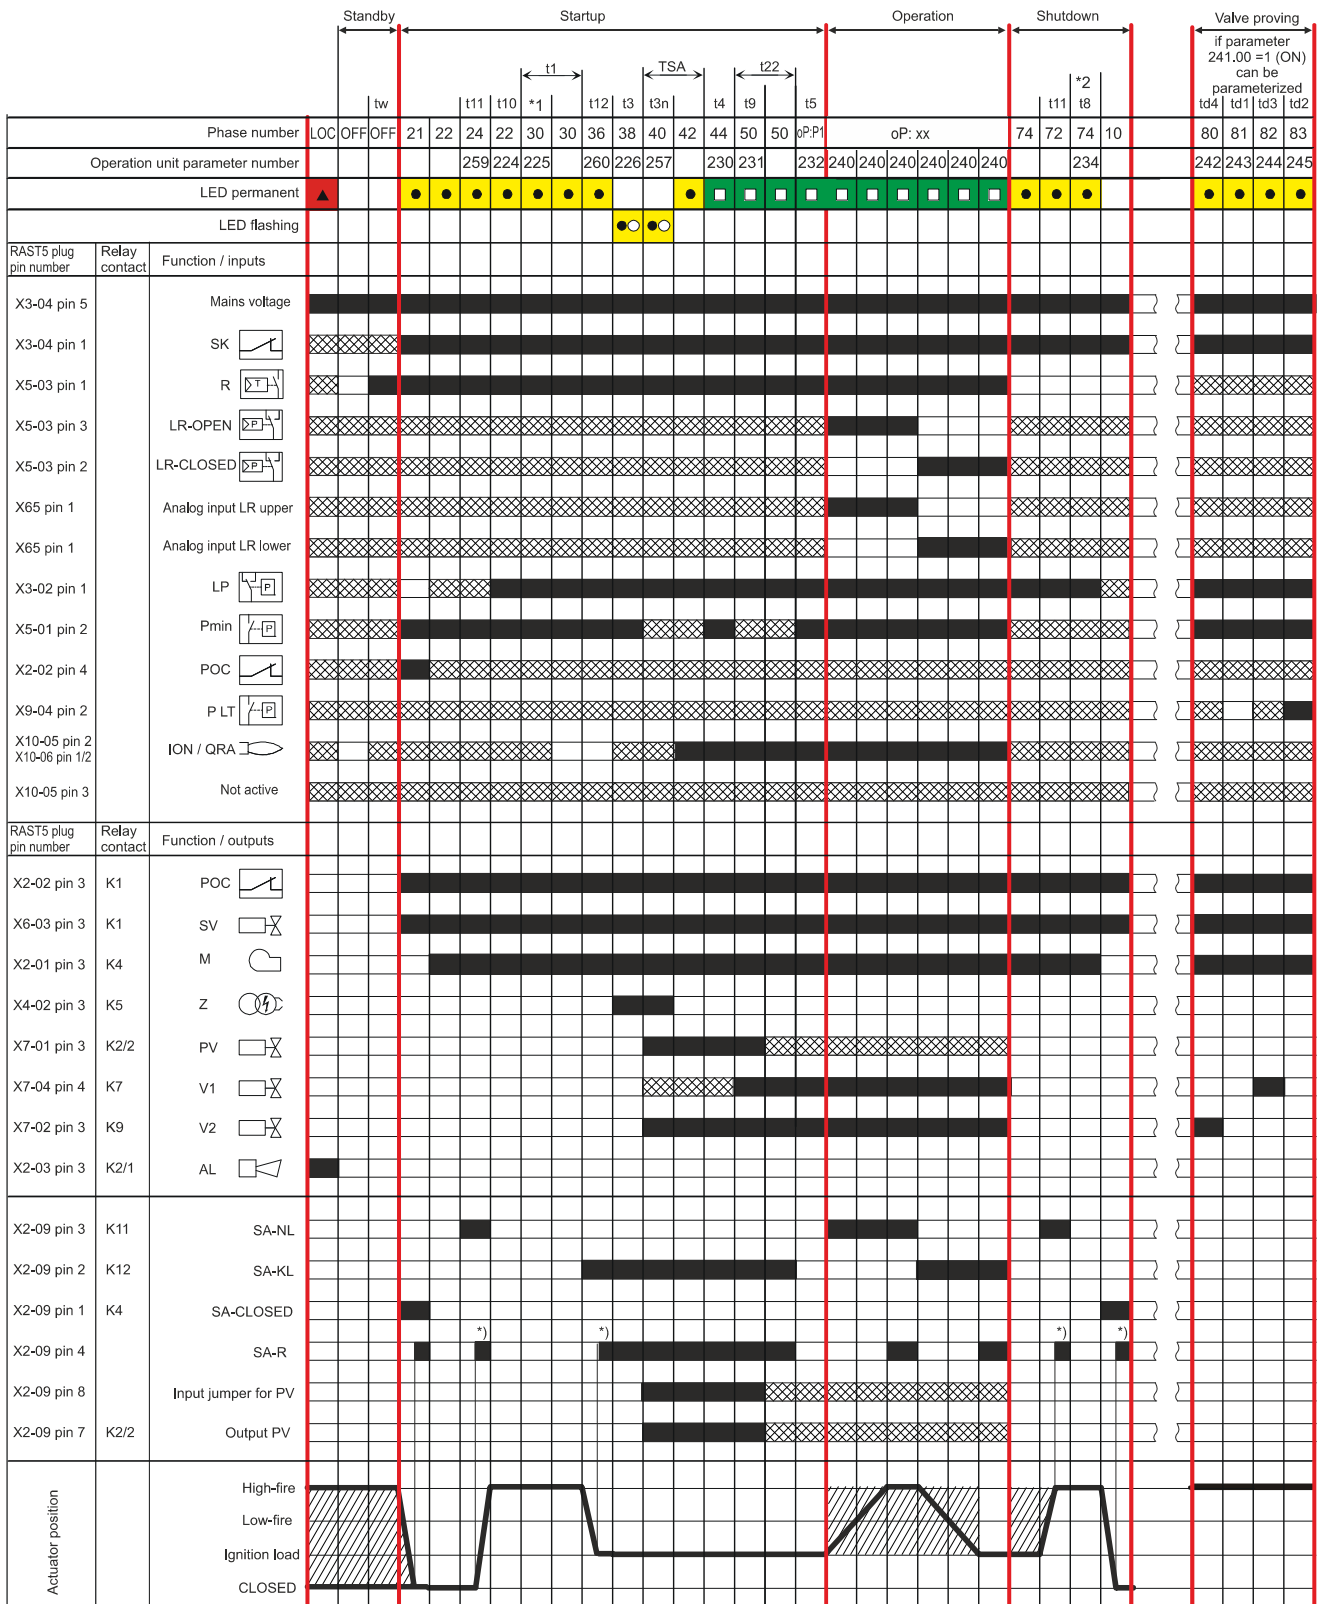 Standby Startup Operation Shutdown Valve proving
if parameter
241.00 =1 (ON)
can be
parameterized
t1 TSA t22 *2
tw t11 t10 *1 t12 t3 t3n t4 t9 t5 t11 t8 td4 td1 td3 td2
Phase number LOC OFF OFF 21 22 24 22 30 30 36 38 40 42 44 50 50 oP:P1 oP: xx 74 72 74 10 80 81 82 83
Operation unit parameter number 259 224 225 260 226 257 230 231 232 240 240 240 240 240 240 234 242 243 244 245
LED permanent
LED flashing
RAST5 plug pin number Relay contact Function / inputs
X3-04 pin 5 Mains voltage
X3-04 pin 1 SK
X5-03 pin 1 R T
X5-03 pin 3 LR-OPEN P
X5-03 pin 2 LR-CLOSED P
X65 pin 1 Analog input LR upper
X65 pin 1 Analog input LR lower
X3-02 pin 1 LP P
X5-01 pin 2 Pmin P
X2-02 pin 4 POC
X9-04 pin 2 P LT P
X10-05 pin 2
X10-06 pin 1/2 ION / QRA
X10-05 pin 3 Not active
RAST5 plug pin number Relay contact Function / outputs
X2-02 pin 3 K1 POC
X6-03 pin 3 K1 SV
X2-01 pin 3 K4 M
X4-02 pin 3 K5 Z
X7-01 pin 3 K2/2 PV
X7-04 pin 4 K7 V1
X7-02 pin 3 K9 V2
X2-03 pin 3 K2/1 AL
X2-09 pin 3 K11 SA-NL
X2-09 pin 2 K12 SA-KL
X2-09 pin 1 K4 SA-CLOSED
*) *) *) *)
X2-09 pin 4 SA-R
X2-09 pin 8 Input jumper for PV
X2-09 pin 7 K2/2 Output PV
Actuator position
High-fire
Low-fire
Ignition load
CLOSED